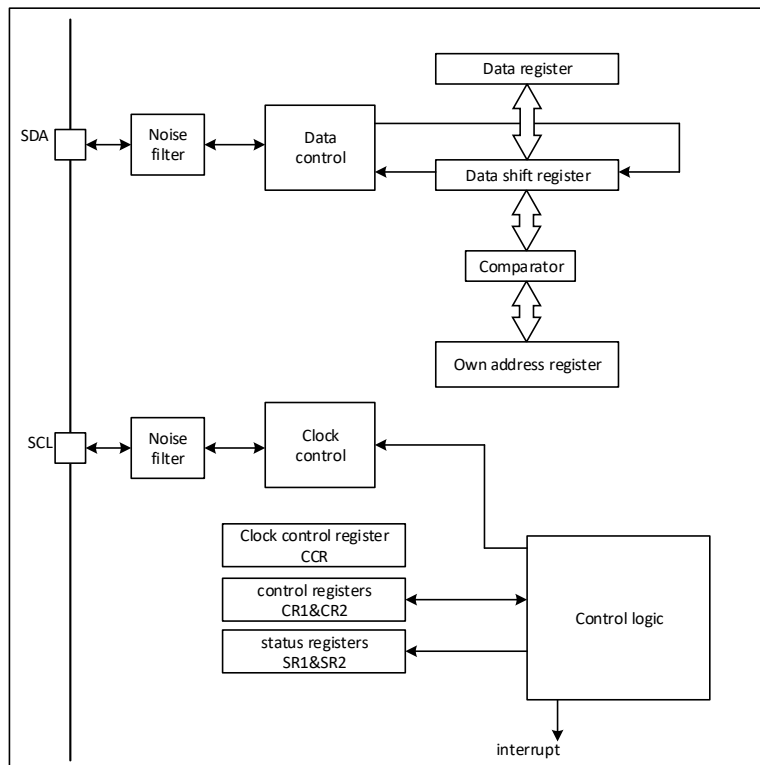 Data register
SDA
Noise
filter
Data
control
Data shift register
Comparator
Own address register
SCL
Noise
filter
Clock
control
Clock control register
CCR
control registers
CR1&CR2
status registers
SR1&SR2
Control logic
interrupt